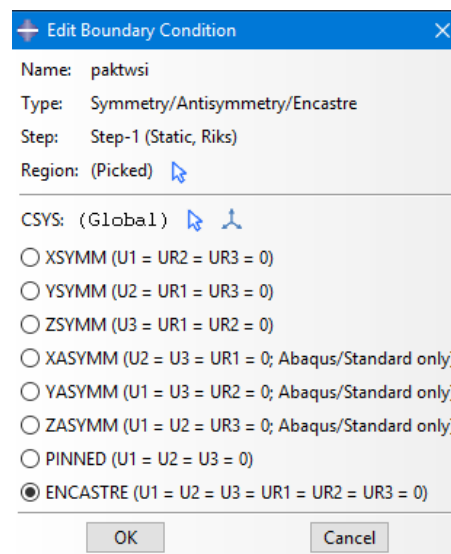 Edit Boundary Condition
Name: paktwsi
Type: Symmetry/Antisymmetry/Encastre
Step: Step-1 (Static, Riks)
Region: (Picked)
CSYS: (Global)
XSYMM (U1 = UR2 = UR3 = 0)
YSYMM (U2 = UR1 = UR3 = 0)
ZSYMM (U3 = UR1 = UR2 = 0)
XASYMM (U2 = U3 = UR1 = 0; Abaqus/Standard only)
YASYMM (U1 = U3 = UR2 = 0; Abaqus/Standard only)
ZASYMM (U1 = U2 = UR3 = 0; Abaqus/Standard only)
PINNED (U1 = U2 = U3 = 0)
ENCASTRE (U1 = U2 = U3 = UR1 = UR2 = UR3 = 0)
OK Cancel